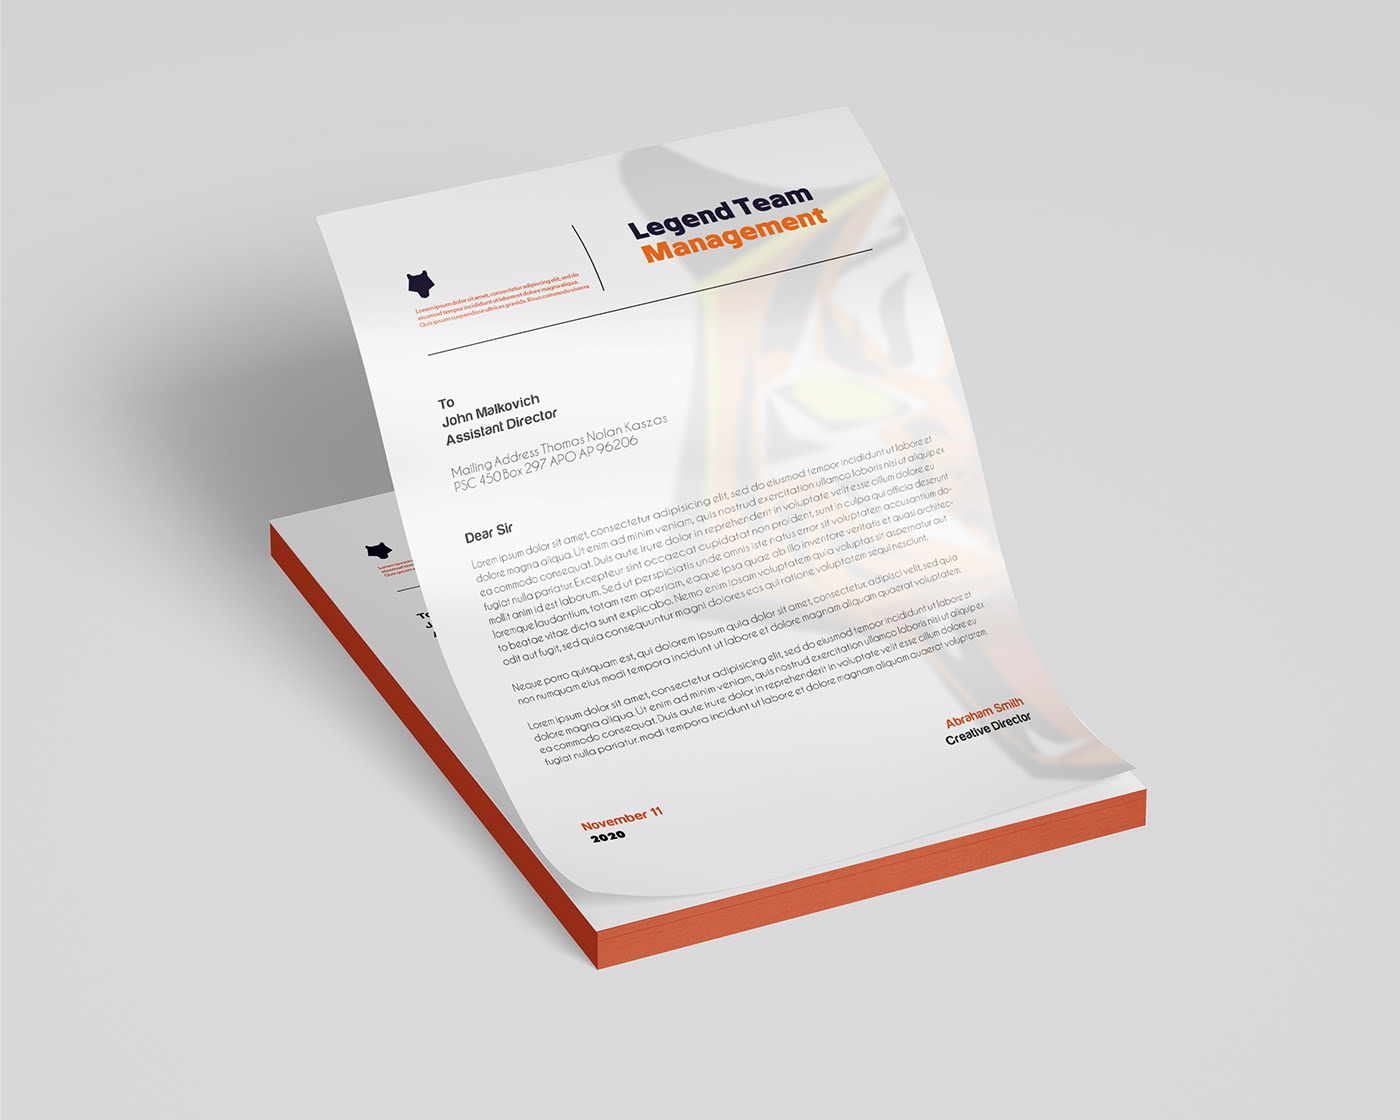 Legend Team
Management
Lorem ipsum dolor sit amet, consectetur adipiscing elit, sed do
eiusmod tempor incididunt ut labore et dolore magna aliqua.
Quis ipsum suspendisse ultrices gravida. Risus commodo viverra
To
John Malkovich
Assistant Director
Mailing Address Thomas Nolan Kaszas
PSC 450 Box 297 APO AP 96206
Dear Sir
Lorem ipsum dolor sit amet, consectetur adipisicing elit, sed do eiusmod tempor incididunt ut labore et
dolore magna aliqua. Ut enim ad minim veniam, quis nostrud exercitation ullamco laboris nisi ut aliquip ex
ea commodo consequat. Duis aute irure dolor in reprehenderit in voluptate velit esse cillum dolore eu
fugiat nulla pariatur. Excepteur sint occaecat cupidatat non proident, sunt in culpa qui officia deserunt
mollit anim id est laborum. Sed ut perspiciatis unde omnis iste natus error sit voluptatem accusantium do-
loremque laudantium, totam rem aperiam, eaque ipsa quae ab illo inventore veritatis et quasi architec-
to beatae vitae dicta sunt explicabo. Nemo enim ipsam voluptatem quia voluptas sit aspernatur aut
odit aut fugit, sed quia consequuntur magni dolores eos qui ratione voluptatem sequi nesciunt.
Neque porro quisquam est, qui dolorem ipsum quia dolor sit amet, consectetur, adipisci velit, sed quia
non numquam eius modi tempora incidunt ut labore et dolore magnam aliquam quaerat voluptatem.
Lorem ipsum dolor sit amet, consectetur adipisicing elit, sed do eiusmod tempor incididunt ut labore et
dolore magna aliqua. Ut enim ad minim veniam, quis nostrud exercitation ullamco laboris nisi ut aliquip ex
ea commodo consequat. Duis aute irure dolor in reprehenderit in voluptate velit esse cillum dolore eu
fugiat nulla pariatur. modi tempora incidunt ut labore et dolore magnam aliquam quaerat voluptatem.
Abraham Smith
Creative Director
November 11
2020